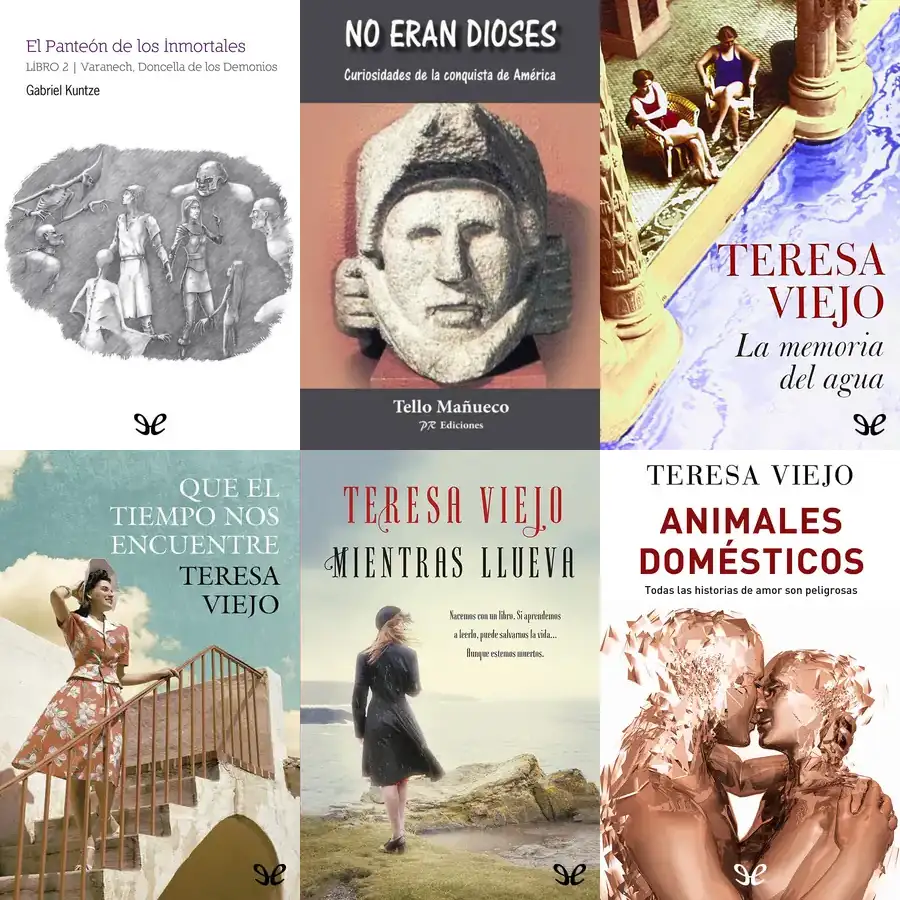 El Panteón de los inmortales
LiBRO 2 | Varanech, Doncella de los Demonios
Gabriel Kuntze
NO ERAN DIOSES
Curiosidades de la conquista de América
Tello Mañueco
PR Ediciones
TERESA
VIEJO
La memoria
del agua
QUE EL
TIEMPO NOS
ENCUENTRE
TERESA
VIEJO
TERESA VIEJO
MIENTRAS LLUEVA
Nacemos con un libro. Si aprendemos
a leerlo, puede salvarnos la vida...
Aunque estemos muertos.
TERESA VIEJO
ANIMALES
DOMÉSTICOS
Todas las historias de amor son peligrosas